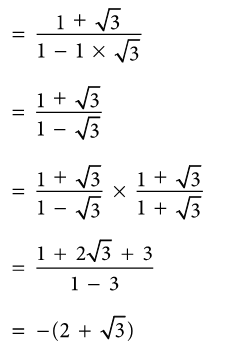 = (1 + √3) / (1 − 1 × √3)
= (1 + √3) / (1 − √3)
= (1 + √3) / (1 − √3) × (1 + √3) / (1 + √3)
= (1 + 2√3 + 3) / (1 − 3)
= −(2 + √3)